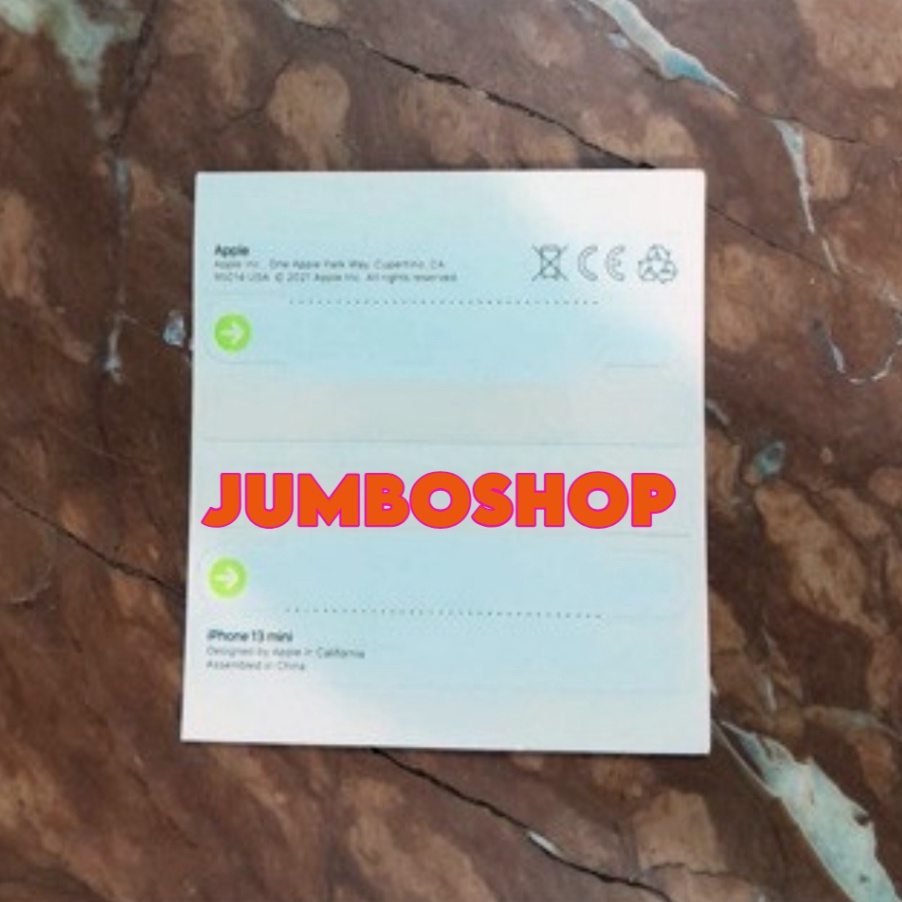 Apple
Apple Inc., One Apple Park Way, Cupertino, CA
95014 USA © 2021 Apple Inc. All rights reserved.
CE
JUMBOSHOP
iPhone 13 mini
Designed by Apple in California
Assembled in China